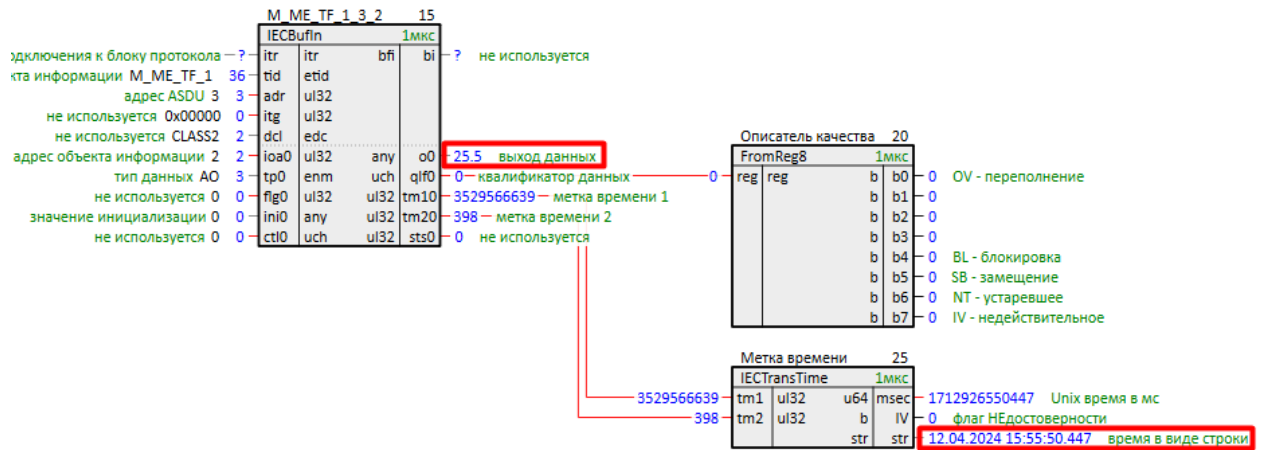 M_ME_TF_1_3_2 15
IECBufIn 1мкс
одключения к блоку протокола ? itr itr bfi bi ? не используется
кта информации M_ME_TF_1 36 tid etid
адрес ASDU 3 3 adr ul32
не используется 0x00000 0 itg ul32
не используется CLASS2 2 dcl edc
адрес объекта информации 2 2 ioa0 ul32 any o0 25.5 выход данных
тип данных AO 3 tp0 enm uch qlf0 0 квалификатор данных
не используется 0 0 flg0 ul32 ul32 tm10 3529566639 метка времени 1
значение инициализации 0 0 ini0 any ul32 tm20 398 метка времени 2
не используется 0 0 ctl0 uch ul32 sts0 0 не используется
Описатель качества 20
FromReg8 1мкс
0 reg reg b b0 0 OV - переполнение
b b1 0
b b2 0
b b3 0
b b4 0 BL - блокировка
b b5 0 SB - замещение
b b6 0 NT - устаревшее
b b7 0 IV - недействительное
Метка времени 25
IECTransTime 1мкс
3529566639 tm1 ul32 u64 msec 1712926550447 Unix время в мс
398 tm2 ul32 b IV 0 флаг НЕдостоверности
str str 12.04.2024 15:55:50.447 время в виде строки